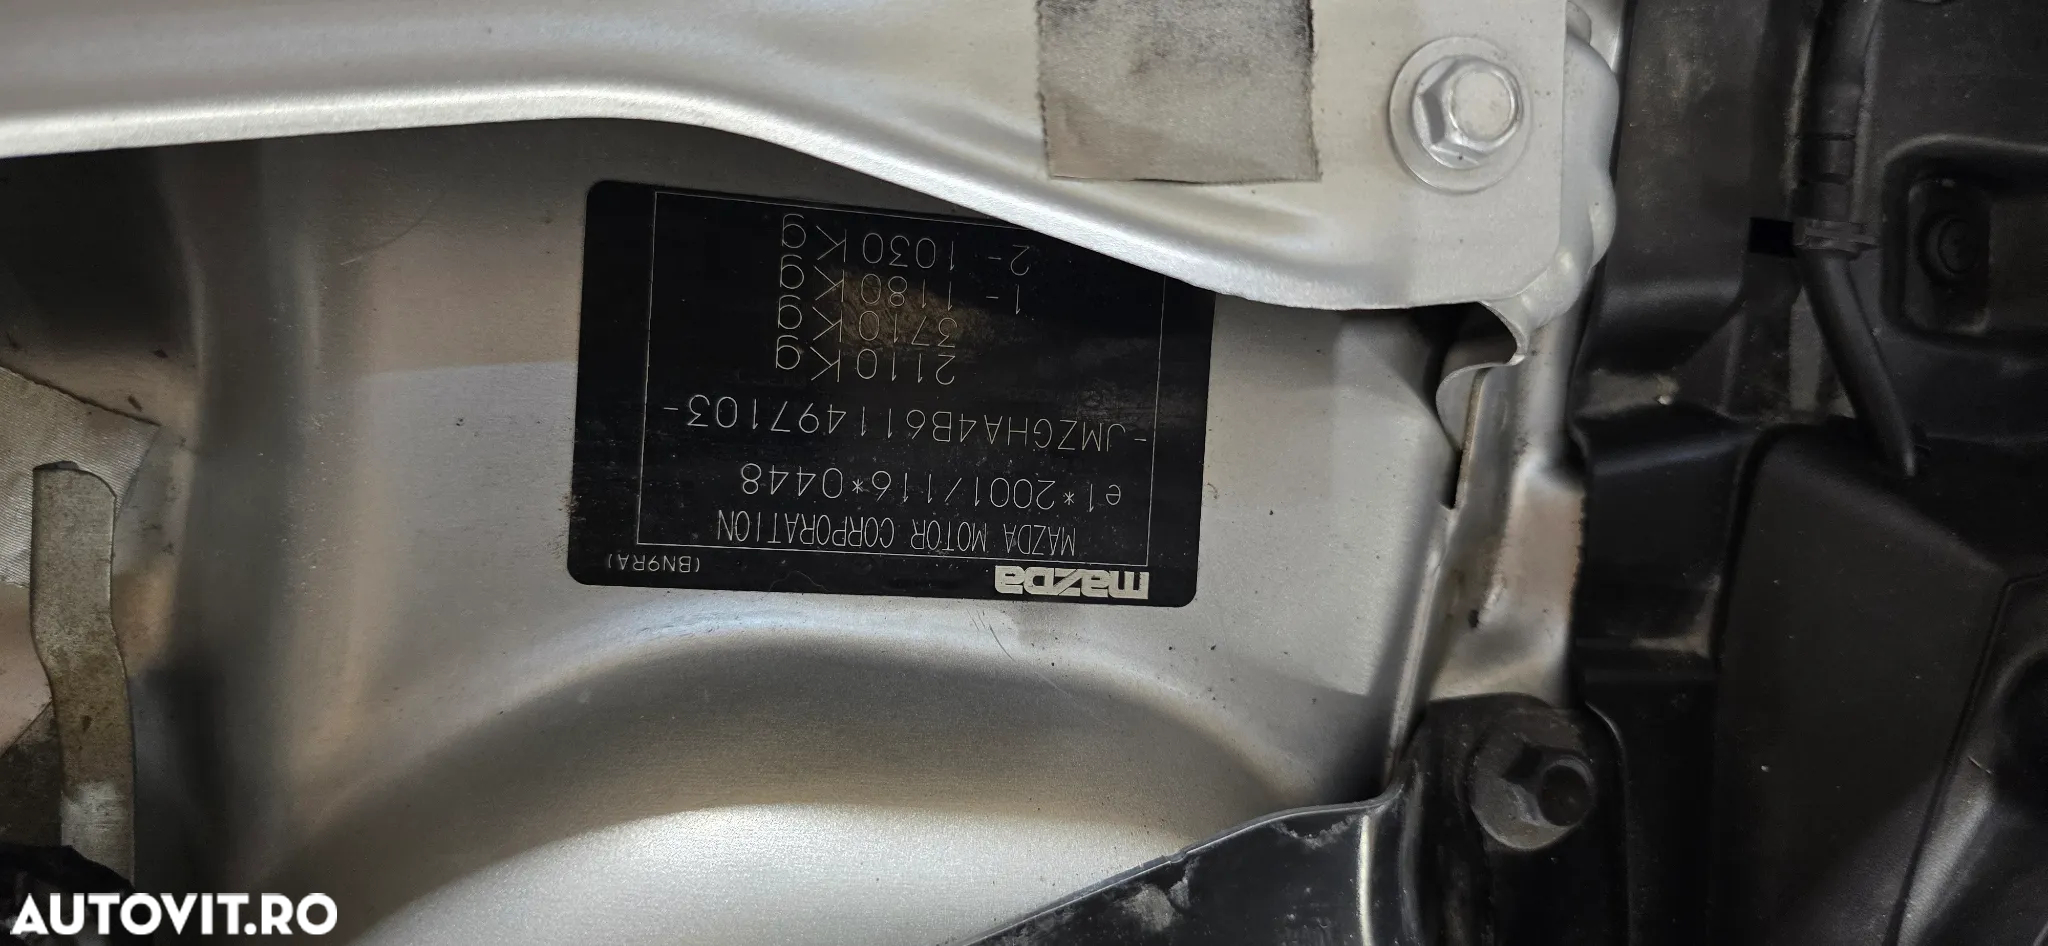 mazda (BN9RA)
MAZDA MOTOR CORPORATION
e1*2001/116*0448
-JMZGHA4B611497103-
2110Kg
3710Kg
1- 1180Kg
2- 1030Kg
AUTOVIT.RO